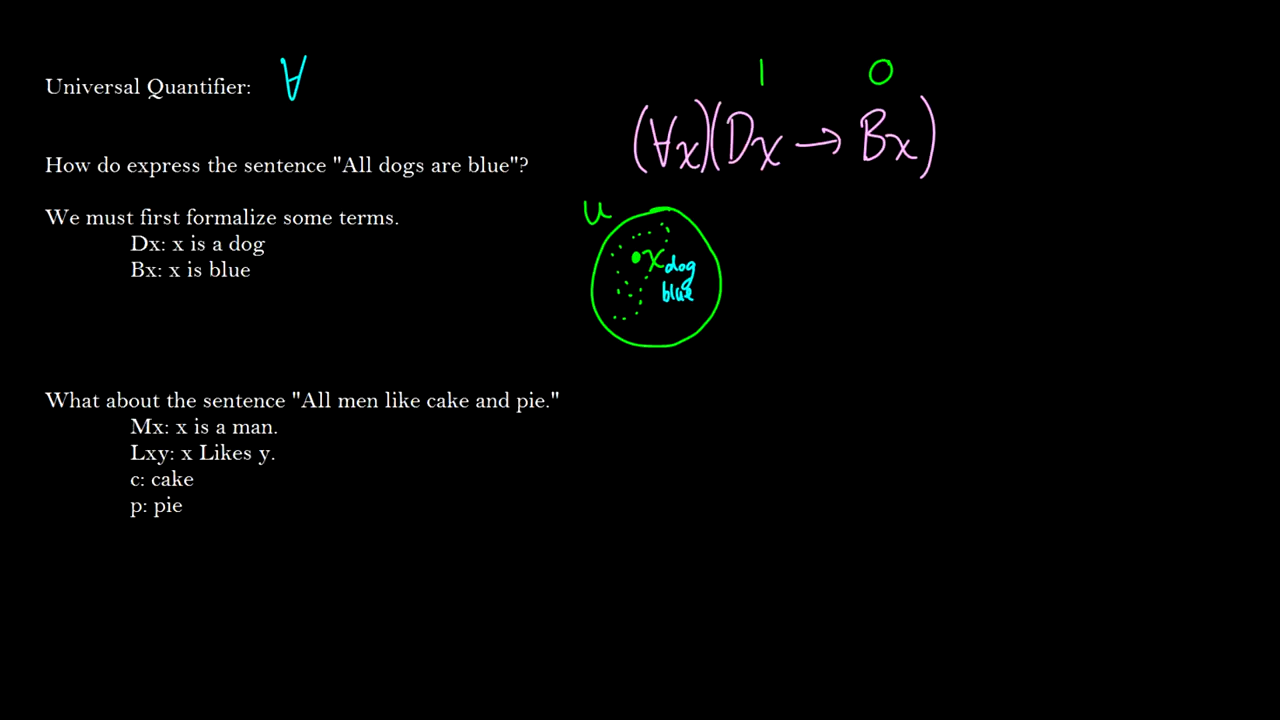 Universal Quantifier: ∀
1 0
(∀x)(Dx → Bx)
How do express the sentence "All dogs are blue"?
We must first formalize some terms.
Dx: x is a dog
Bx: x is blue
U
x
dog
blue
What about the sentence "All men like cake and pie."
Mx: x is a man.
Lxy: x Likes y.
c: cake
p: pie